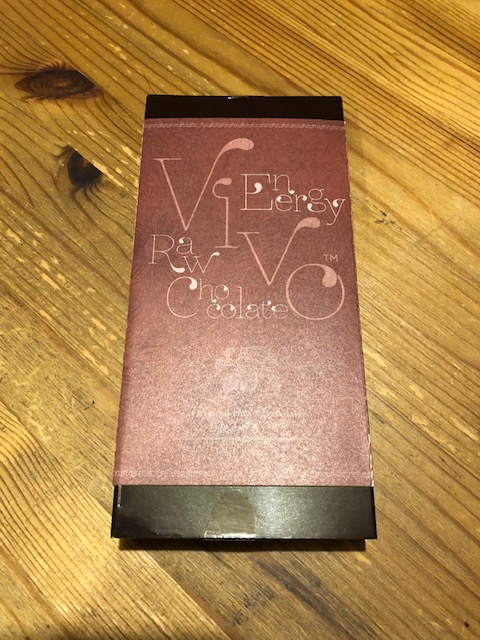 ViVO™
Energy
Raw
Chocolate